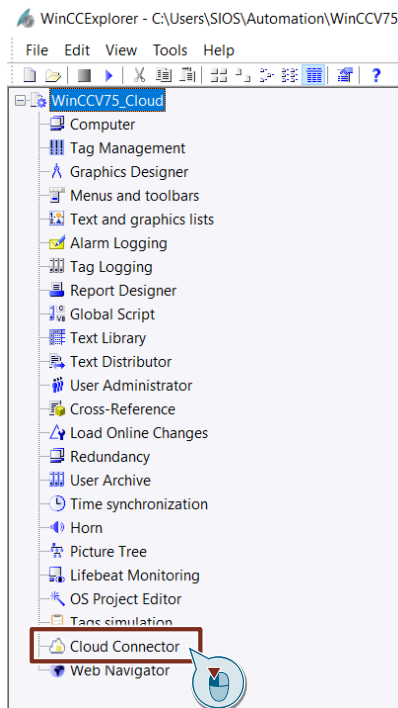 WinCCExplorer - C:\Users\SIOS\Automation\WinCCV75
File Edit View Tools Help
WinCCV75_Cloud
Computer
Tag Management
Graphics Designer
Menus and toolbars
Text and graphics lists
Alarm Logging
Tag Logging
Report Designer
Global Script
Text Library
Text Distributor
User Administrator
Cross-Reference
Load Online Changes
Redundancy
User Archive
Time synchronization
Horn
Picture Tree
Lifebeat Monitoring
OS Project Editor
Tags simulation
Cloud Connector
Web Navigator